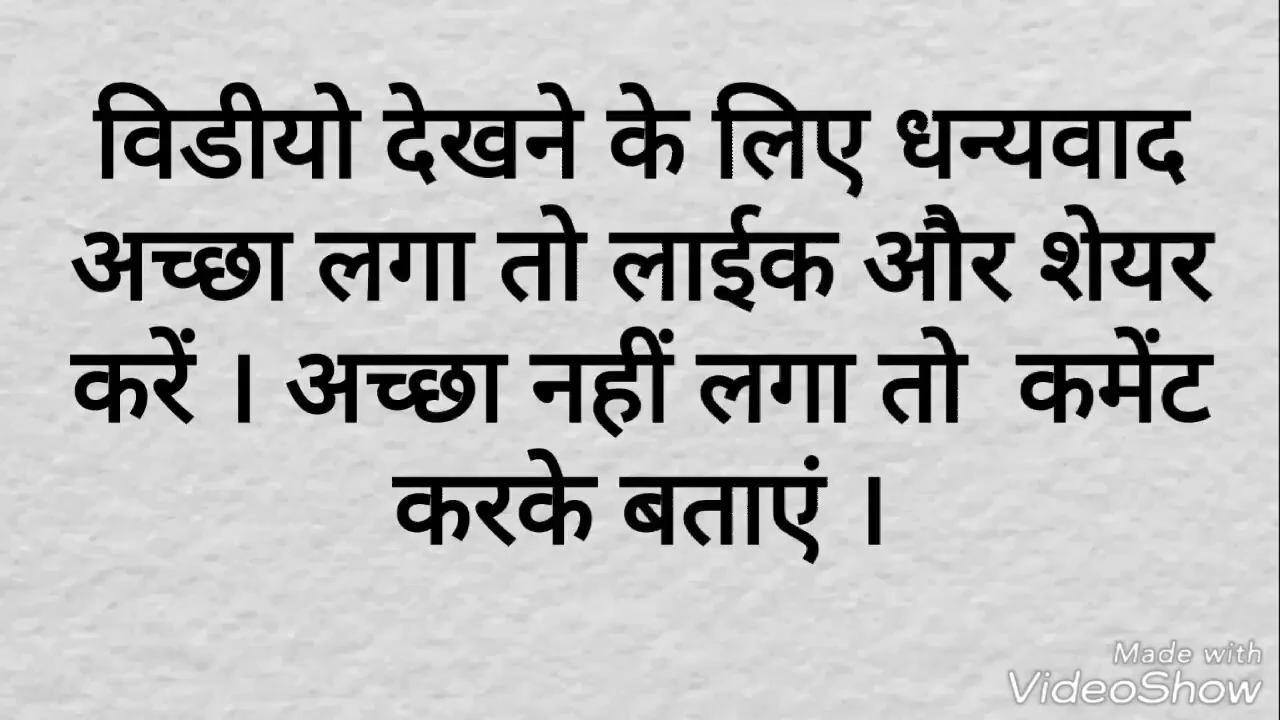 विडीयो देखने के लिए धन्यवाद
अच्छा लगा तो लाईक और शेयर
करें । अच्छा नहीं लगा तो कमेंट
करके बताएं ।
Made with
VideoShow